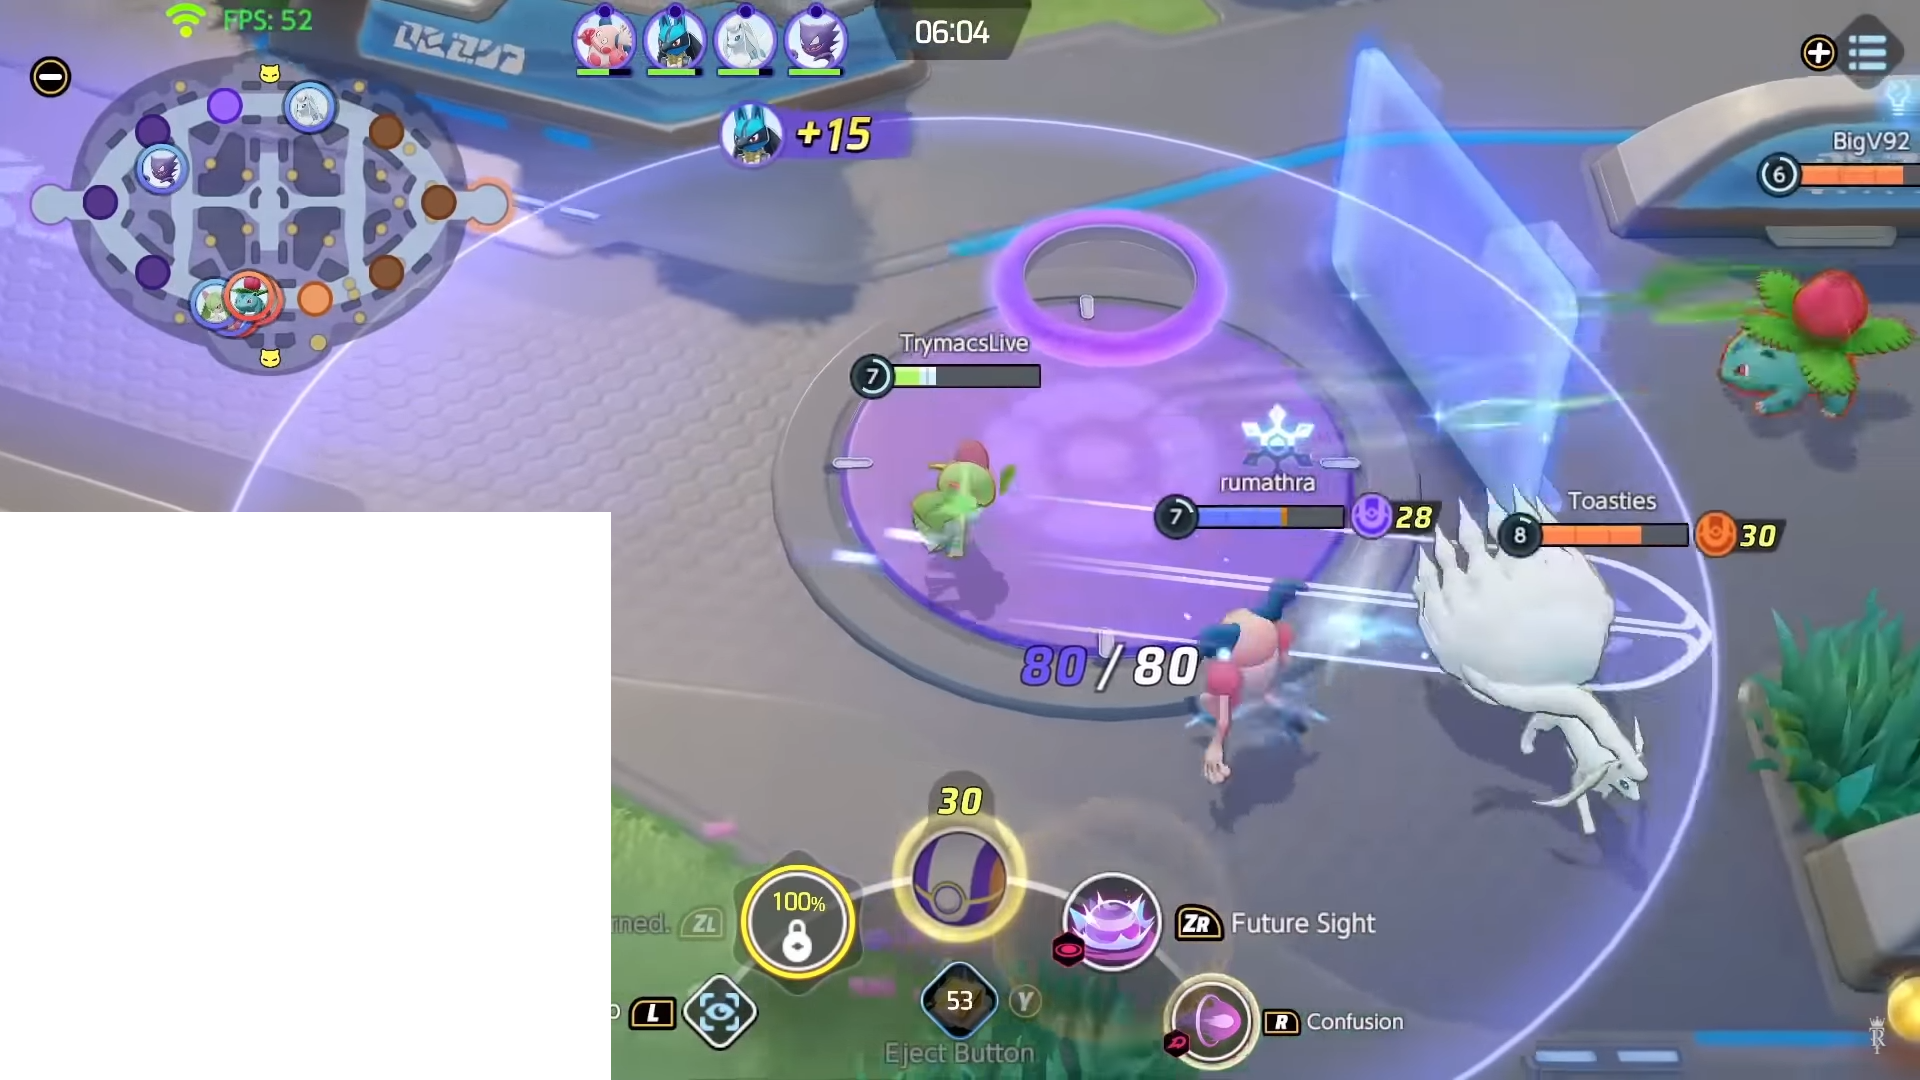 FPS: 52
06:04
+15
BigV92
6
TrymacsLive
7
rumathra
7
28
Toasties
8
30
80/80
30
100%
ZL
ZR Future Sight
L
53
Y
R Confusion
Eject Button